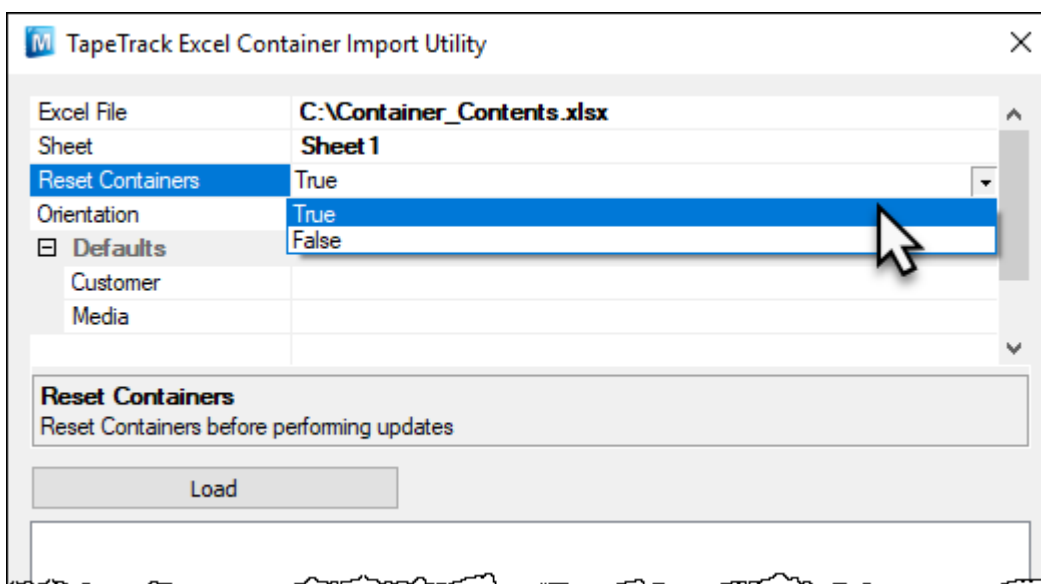 M TapeTrack Excel Container Import Utility
Excel File C:\Container_Contents.xlsx
Sheet Sheet1
Reset Containers True
Orientation True
Defaults False
Customer
Media
Reset Containers
Reset Containers before performing updates
Load